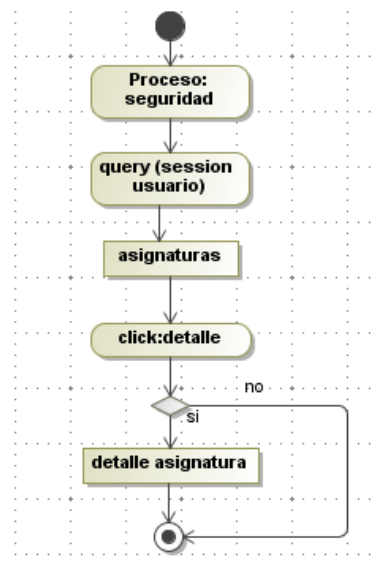 Proceso:
seguridad
query (session
usuario)
asignaturas
click:detalle
no
si
detalle asignatura